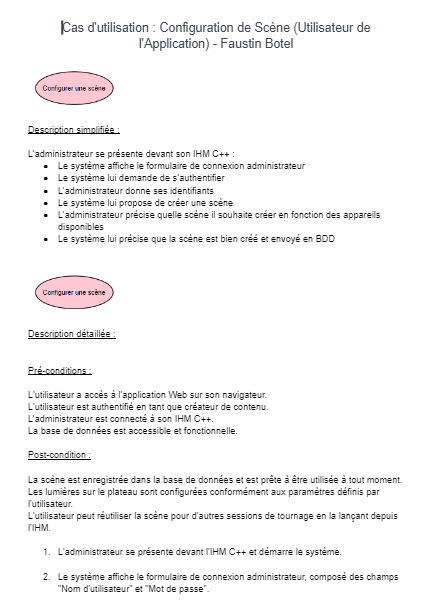 Cas d'utilisation : Configuration de Scène (Utilisateur de
l'Application) - Faustin Botel
Configurer une scène
Description simplifiée :
L'administrateur se présente devant son IHM C++ :
• Le système affiche le formulaire de connexion administrateur
• Le système lui demande de s'authentifier
• L'administrateur donne ses identifiants
• Le système lui propose de créer une scène
• L'administrateur précise quelle scène il souhaite créer en fonction des appareils
disponibles
• Le système lui précise que la scène est bien créé et envoyé en BDD
Configurer une scène
Description détaillée :
Pré-conditions :
L'utilisateur a accès à l'application Web sur son navigateur.
L'utilisateur est authentifié en tant que créateur de contenu.
L'administrateur est connecté à son IHM C++.
La base de données est accessible et fonctionnelle.
Post-condition :
La scène est enregistrée dans la base de données et est prête à être utilisée à tout moment.
Les lumières sur le plateau sont configurées conformément aux paramètres définis par
l'utilisateur.
L'utilisateur peut réutiliser la scène pour d'autres sessions de tournage en la lançant depuis
l'IHM.
1. L'administrateur se présente devant l'IHM C++ et démarre le système.
2. Le système affiche le formulaire de connexion administrateur, composé des champs
"Nom d'utilisateur" et "Mot de passe".